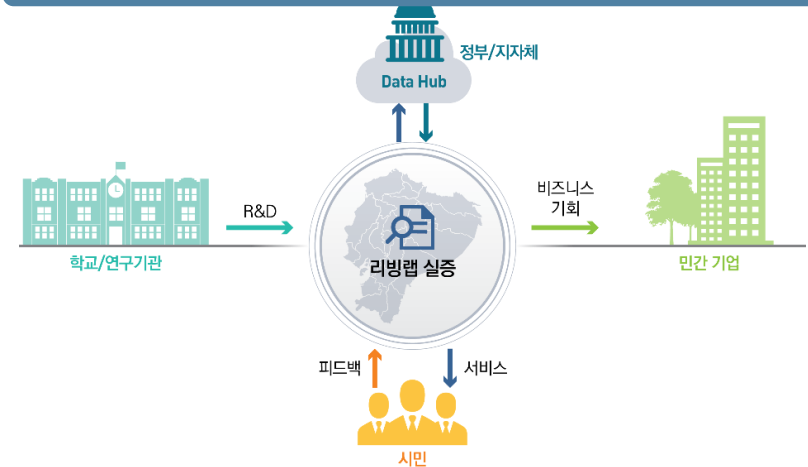 정부/지자체
Data Hub
R&D
비즈니스
기회
리빙랩 실증
학교/연구기관
민간 기업
피드백
서비스
시민